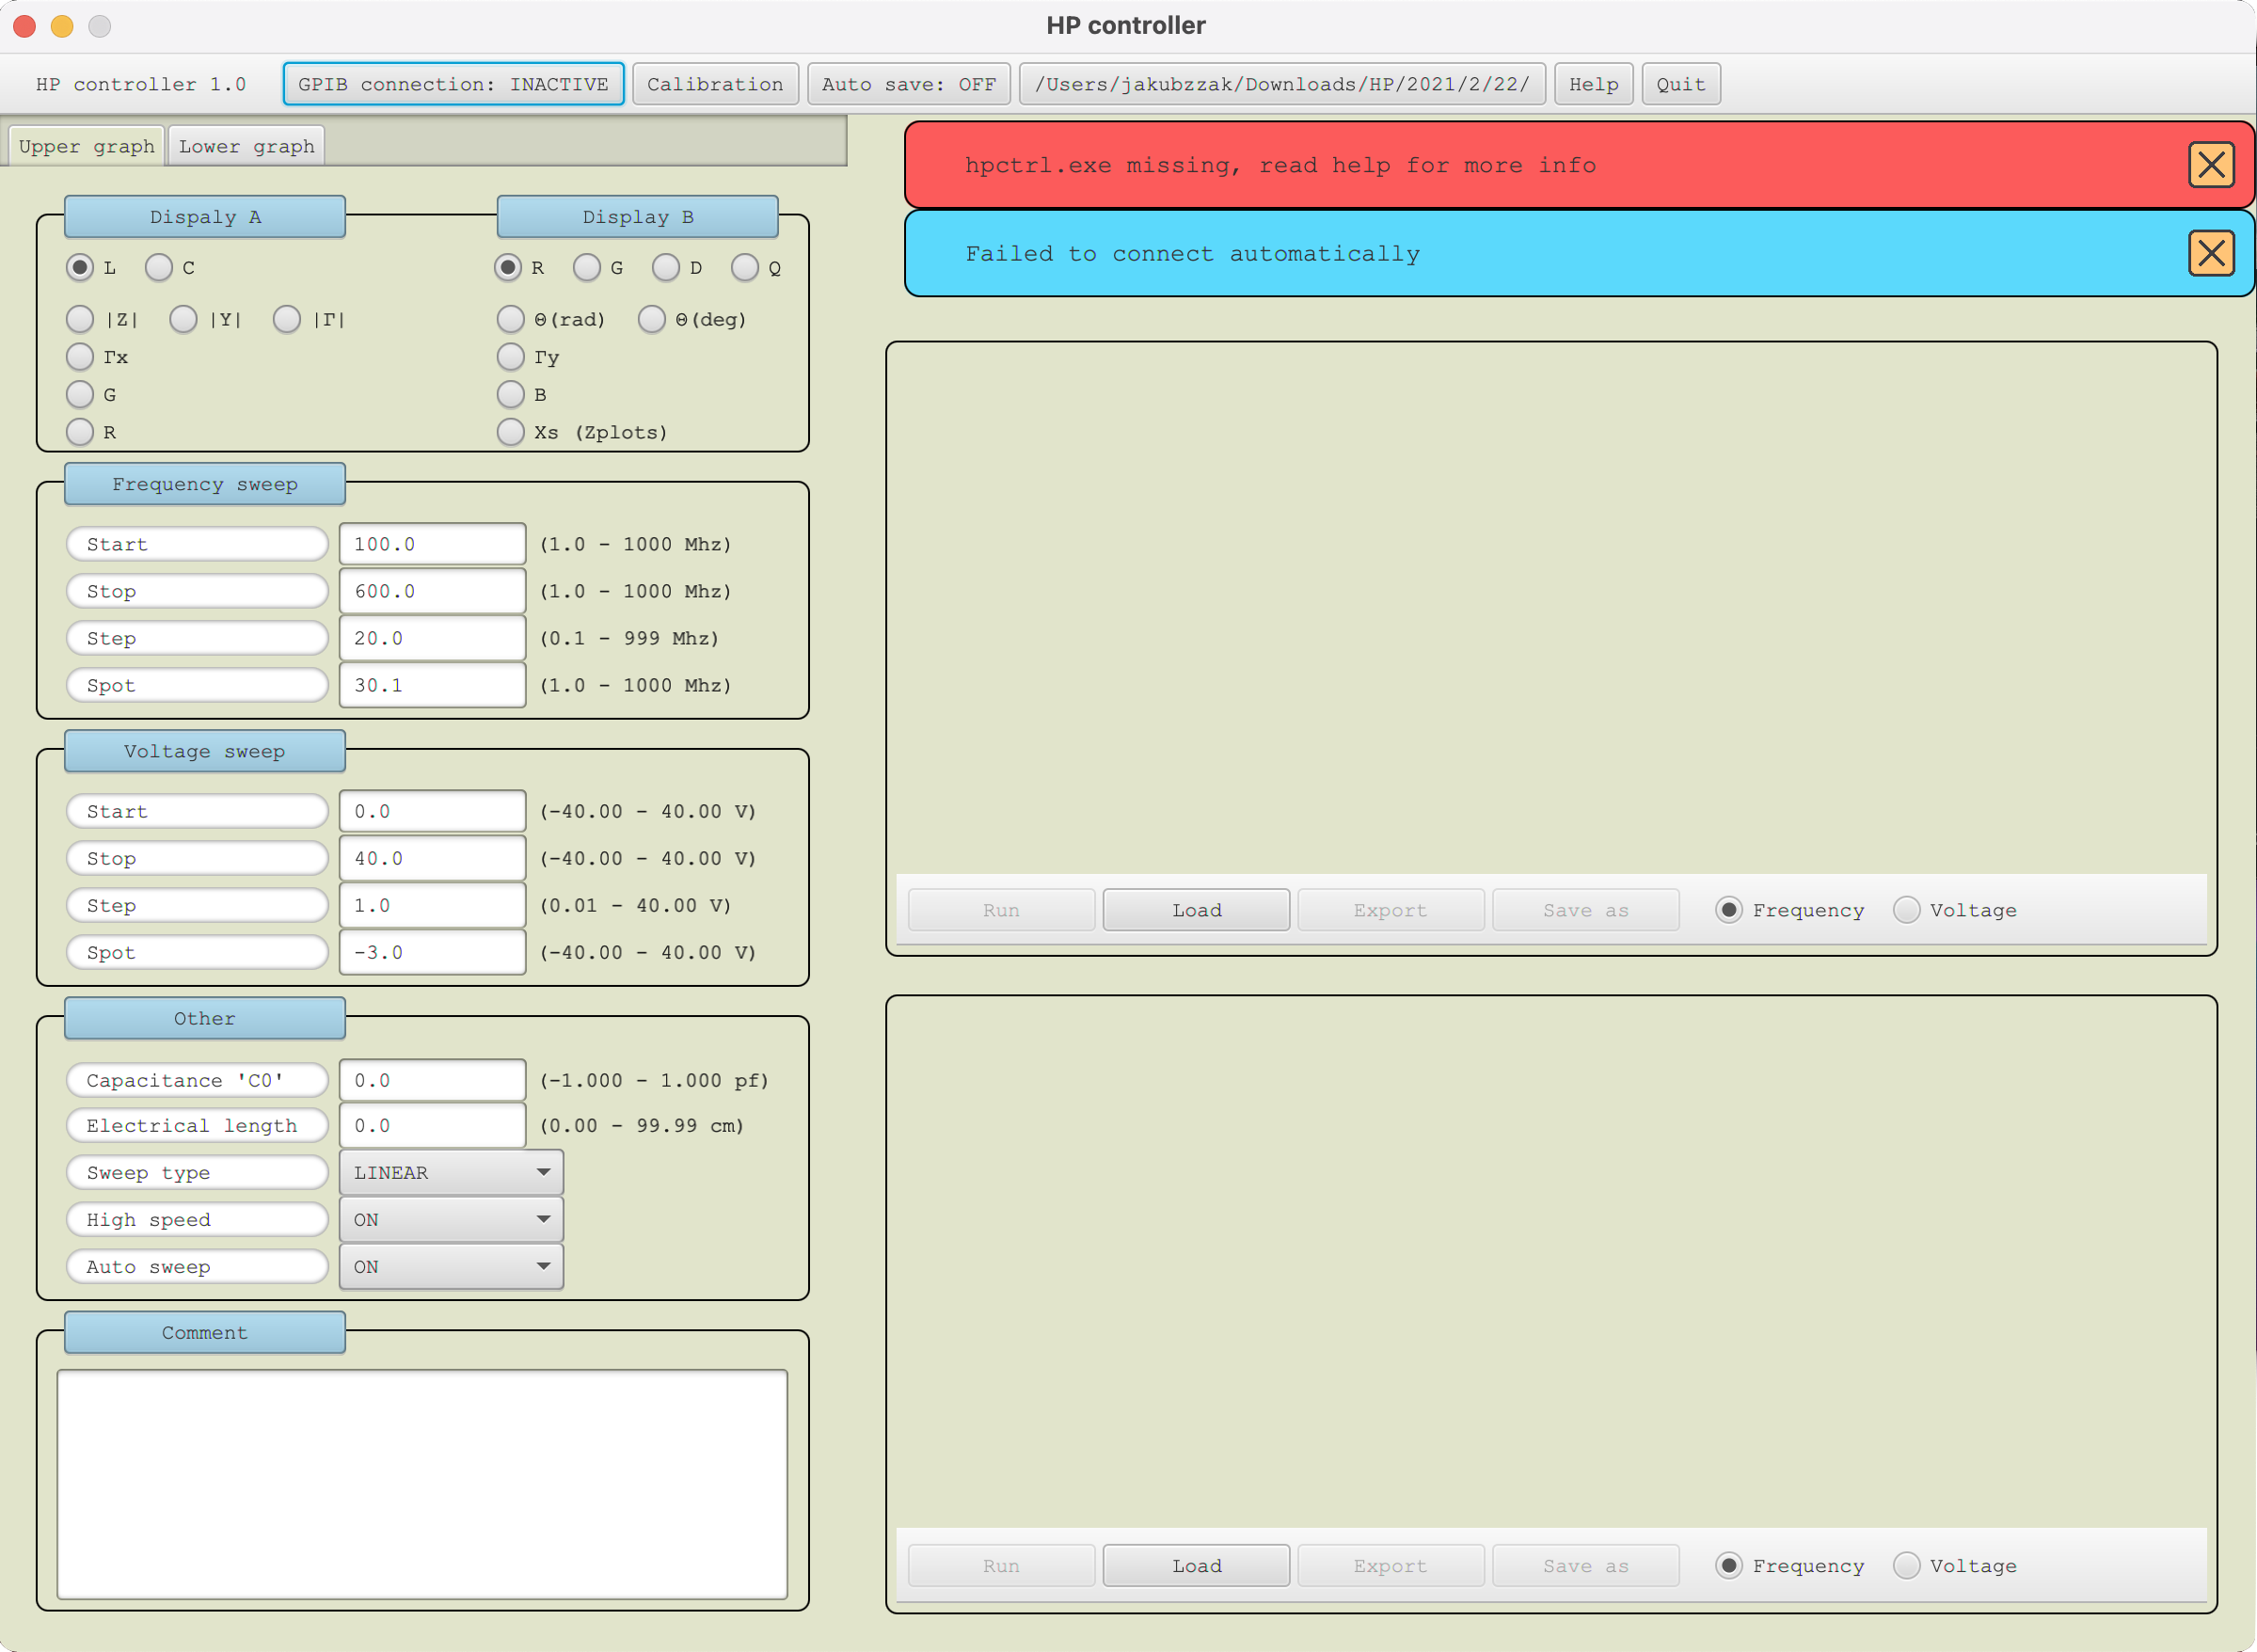 HP controller
HP controller 1.0 GPIB connection: INACTIVE Calibration Auto save: OFF /Users/jakubzzak/Downloads/HP/2021/2/22/ Help Quit
Upper graph Lower graph
hpctrl.exe missing, read help for more info
Failed to connect automatically
Dispaly A Display B
L C R G D Q
|Z| |Y| |Γ| Θ(rad) Θ(deg)
Γx Γy
G B
R Xs (Zplots)
Frequency sweep
Start 100.0 (1.0 - 1000 Mhz)
Stop 600.0 (1.0 - 1000 Mhz)
Step 20.0 (0.1 - 999 Mhz)
Spot 30.1 (1.0 - 1000 Mhz)
Voltage sweep
Start 0.0 (-40.00 - 40.00 V)
Stop 40.0 (-40.00 - 40.00 V)
Step 1.0 (0.01 - 40.00 V)
Spot -3.0 (-40.00 - 40.00 V)
Other
Capacitance 'C0' 0.0 (-1.000 - 1.000 pf)
Electrical length 0.0 (0.00 - 99.99 cm)
Sweep type LINEAR
High speed ON
Auto sweep ON
Comment
Run Load Export Save as Frequency Voltage
Run Load Export Save as Frequency Voltage